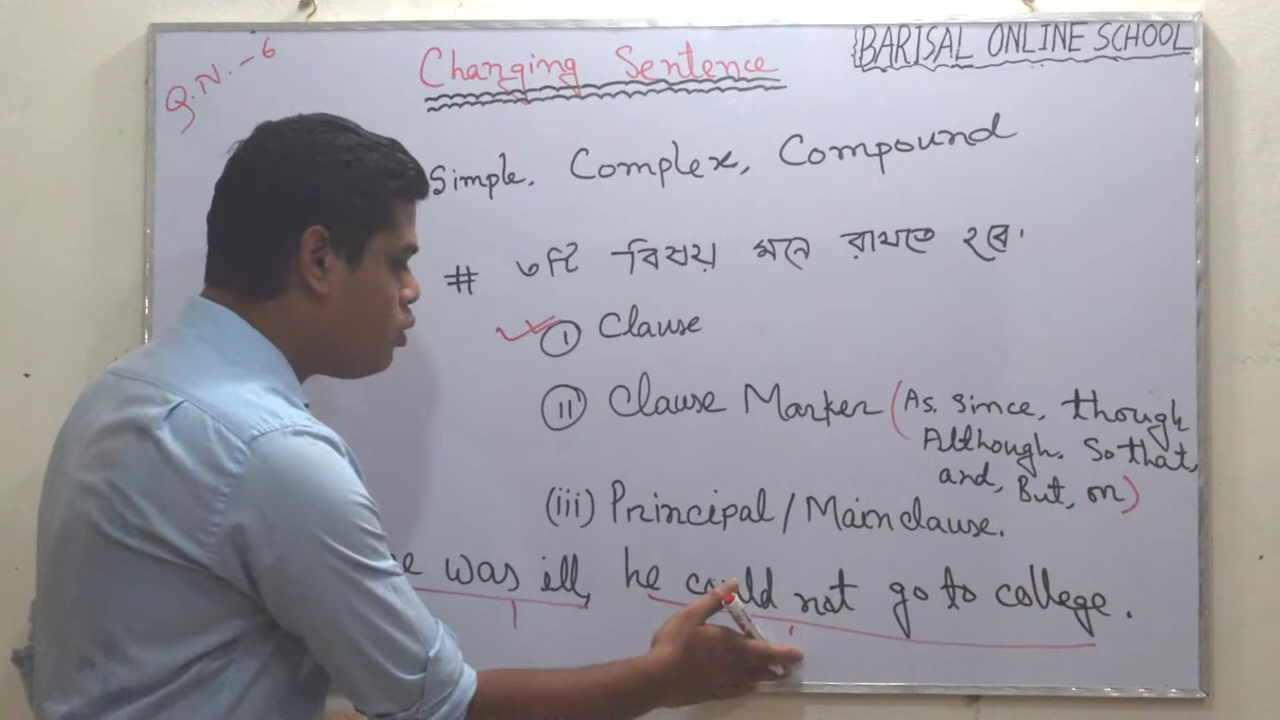 Q.N.-6
Changing Sentence
BARISAL ONLINE SCHOOL
Simple, Complex, Compound
# ৩টি বিষয় মনে রাখতে হবে.
(i) Clause
(ii) Clause Marker (As, Since, though,
Although, So that,
and, But, or)
(iii) Principal / Main clause.
e was ill, he could not go to college.